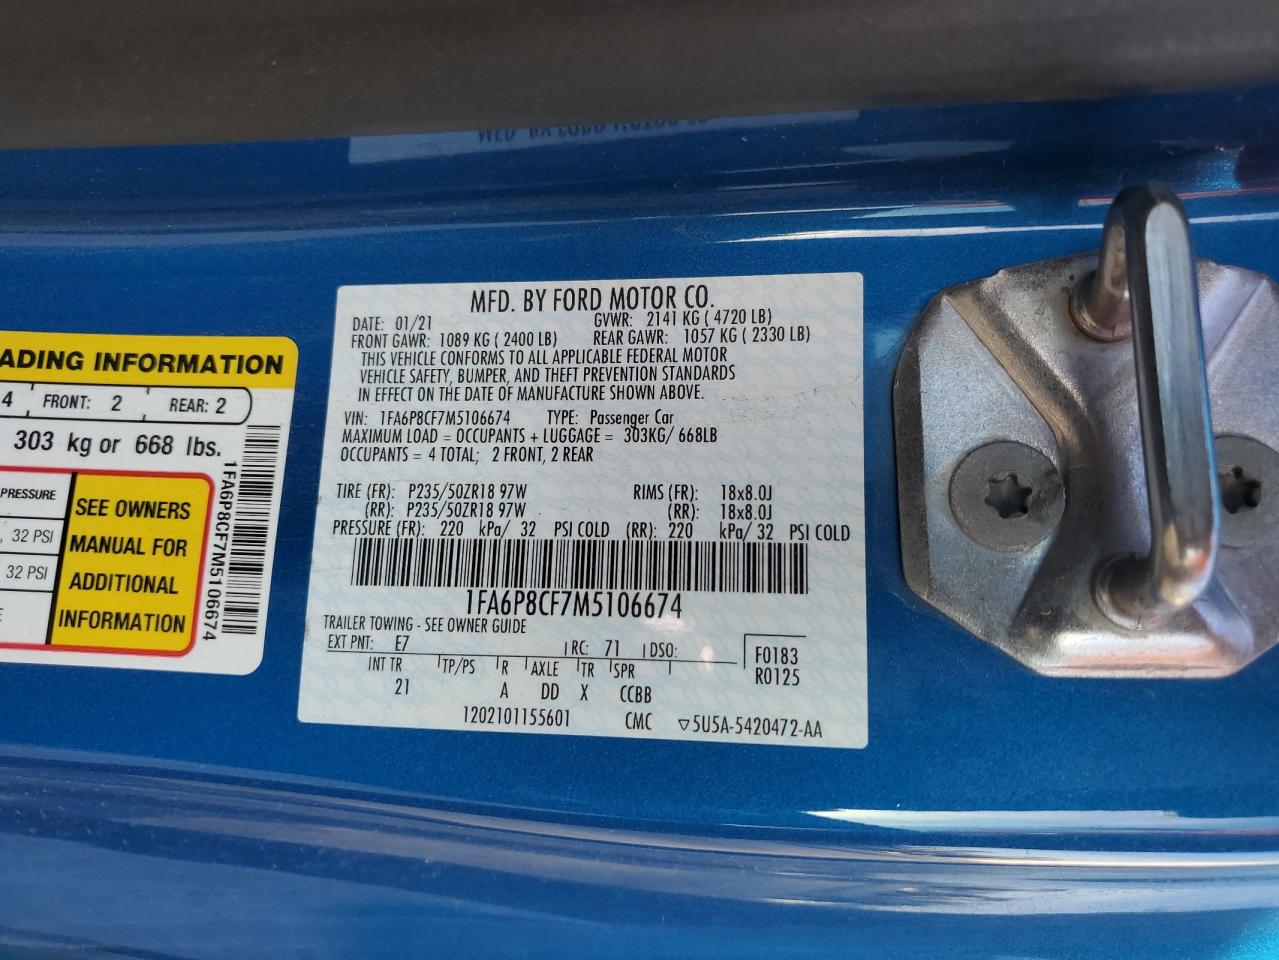 ADING INFORMATION
4 FRONT: 2 REAR: 2
303 kg or 668 lbs.
PRESSURE
, 32 PSI
32 PSI
SEE OWNERS
MANUAL FOR
ADDITIONAL
INFORMATION
1FA6P8CF7M5106674
MFD. BY FORD MOTOR CO.
DATE: 01/21 GVWR: 2141 KG ( 4720 LB)
FRONT GAWR: 1089 KG ( 2400 LB) REAR GAWR: 1057 KG ( 2330 LB)
THIS VEHICLE CONFORMS TO ALL APPLICABLE FEDERAL MOTOR
VEHICLE SAFETY, BUMPER, AND THEFT PREVENTION STANDARDS
IN EFFECT ON THE DATE OF MANUFACTURE SHOWN ABOVE.
VIN: 1FA6P8CF7M5106674 TYPE: Passenger Car
MAXIMUM LOAD = OCCUPANTS + LUGGAGE = 303KG/ 668LB
OCCUPANTS = 4 TOTAL; 2 FRONT, 2 REAR
TIRE (FR): P235/50ZR18 97W RIMS (FR): 18x8.0J
(RR): P235/50ZR18 97W (RR): 18x8.0J
PRESSURE (FR): 220 kPa/ 32 PSI COLD (RR): 220 kPa/ 32 PSI COLD
1FA6P8CF7M5106674
TRAILER TOWING - SEE OWNER GUIDE
EXT PNT: E7 RC: 71 DSO: F0183
INT TR TP/PS R AXLE TR SPR R0125
21 A DD X CCBB
1202101155601 CMC ▽5U5A-5420472-AA